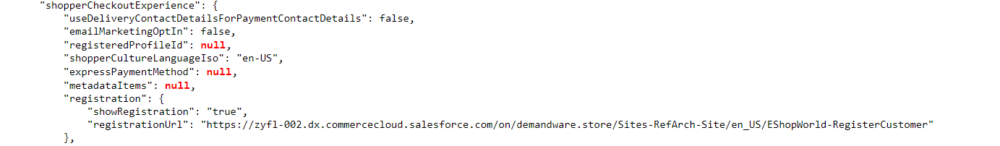 "shopperCheckoutExperience": {
"useDeliveryContactDetailsForPaymentContactDetails": false,
"emailMarketingOptIn": false,
"registeredProfileId": null,
"shopperCultureLanguageIso": "en-US",
"expressPaymentMethod": null,
"metadataItems": null,
"registration": {
"showRegistration": "true",
"registrationUrl": "https://zyfl-002.dx.commercecloud.salesforce.com/on/demandware.store/Sites-RefArch-Site/en_US/EShopWorld-RegisterCustomer"
},